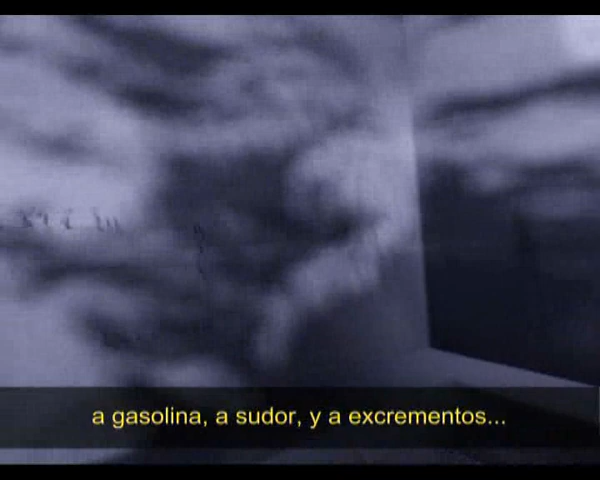 a gasolina, a sudor, y a excrementos...